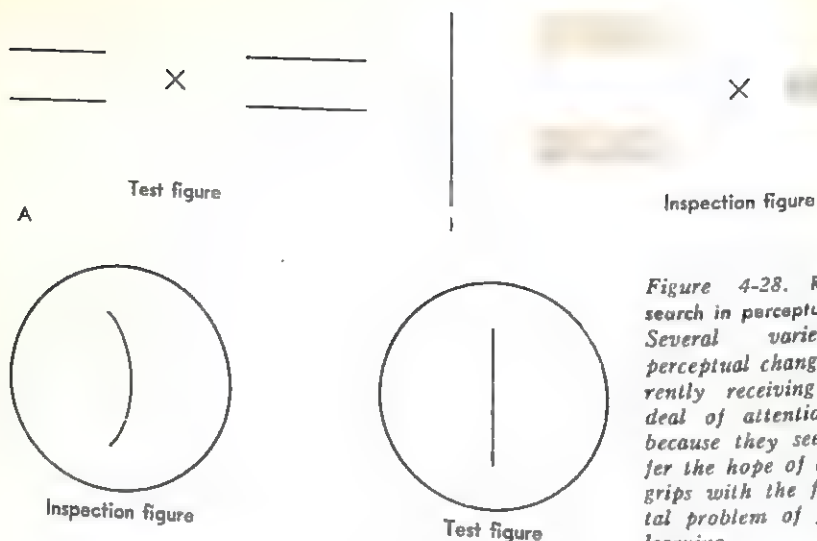 Test figure
Inspection figure
A
Inspection figure
Test figure
Figure 4-28.
search in perceptu
Several varie
perceptual chang
rently receiving
deal of attentio
because they see
fer the hope of
grips with the f
tal problem of